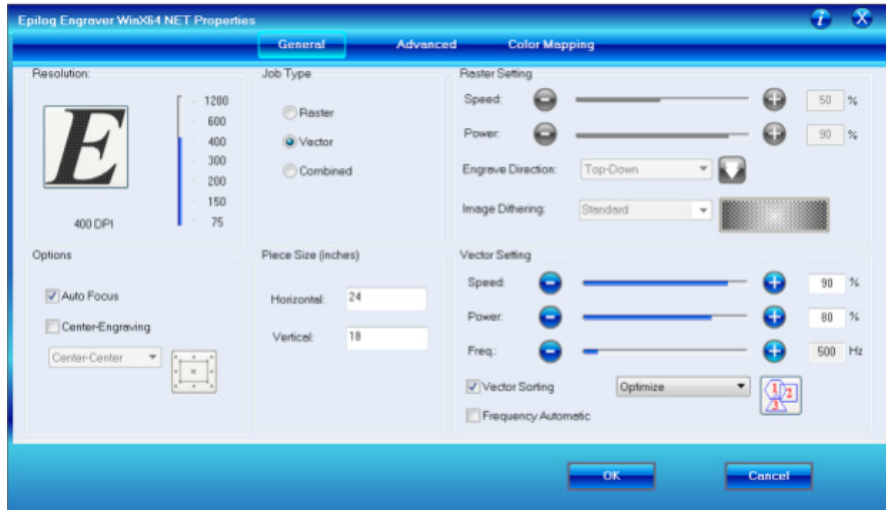 Epilog Engraver WinX64 NET Properties
General Advanced Color Mapping
Resolution:
E
1200
600
400
300
200
150
75
400 DPI
Job Type
Raster
Vector
Combined
Raster Setting
Speed: 50 %
Power: 90 %
Engrave Direction: Top-Down
Image Dithering: Standard
Options
Auto Focus
Center-Engraving
Center-Center
Piece Size (inches)
Horizontal: 24
Vertical: 18
Vector Setting
Speed: 90 %
Power: 80 %
Freq.: 500 Hz
Vector Sorting Optimize
1 2
3
Frequency Automatic
OK Cancel